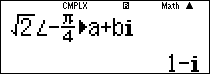 CMPLX R Math ▲
√2∠-π/4▶a+bi
1-i